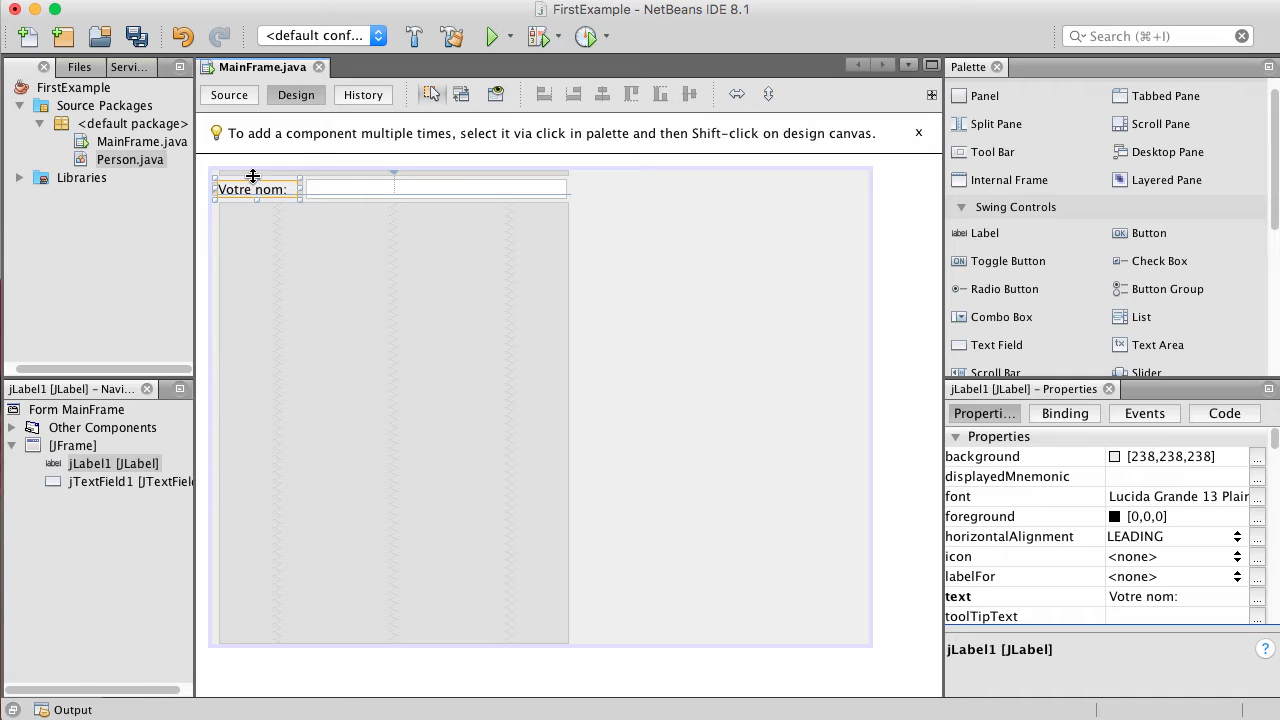 FirstExample - NetBeans IDE 8.1
<default conf...
Search (⌘+I)
Files
Servi...
MainFrame.java
Palette
FirstExample
Source Packages
<default package>
MainFrame.java
Person.java
Libraries
Source
Design
History
To add a component multiple times, select it via click in palette and then Shift-click on design canvas.
x
Votre nom:
Panel
Tabbed Pane
Split Pane
Scroll Pane
Tool Bar
Desktop Pane
Internal Frame
Layered Pane
Swing Controls
label Label
OK Button
ON Toggle Button
Check Box
Radio Button
Button Group
Combo Box
List
Text Field
Text Area
Scroll Bar
Slider
jLabel1 [JLabel] - Navi...
Form MainFrame
Other Components
[JFrame]
label jLabel1 [JLabel]
jTextField1 [JTextFiel
jLabel1 [JLabel] - Properties
Properti...
Binding
Events
Code
Properties
background [238,238,238] ...
displayedMnemonic ...
font Lucida Grande 13 Plair ...
foreground [0,0,0] ...
horizontalAlignment LEADING ...
icon <none> ...
labelFor <none> ...
text Votre nom: ...
toolTipText ...
jLabel1 [JLabel]
?
Output